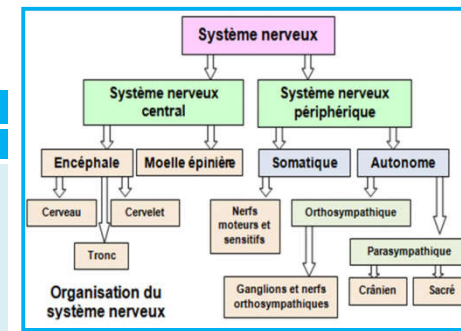 Système nerveux
Système nerveux
central
Système nerveux
périphérique
Encéphale
Moelle épinière
Somatique
Autonome
Cerveau
Cervelet
Tronc
Nerfs
moteurs et
sensitifs
Orthosympathique
Parasympathique
Ganglions et nerfs
orthosympathiques
Crânien
Sacré
Organisation du
système nerveux